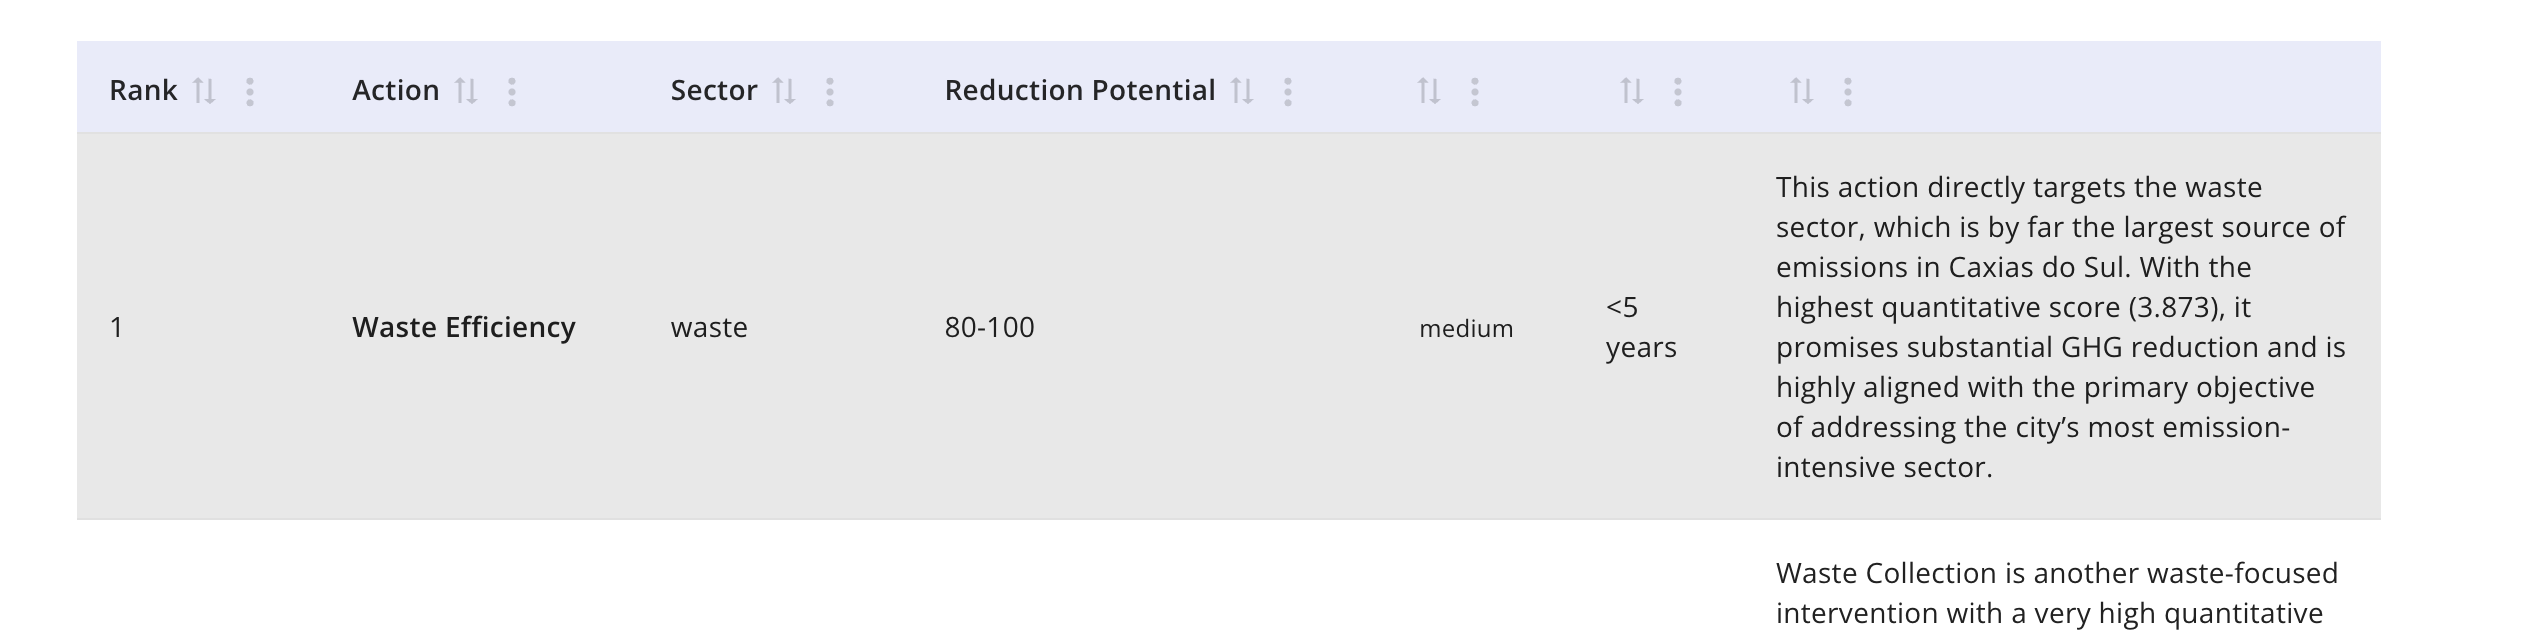 Rank Action Sector Reduction Potential
This action directly targets the waste
sector, which is by far the largest source of
emissions in Caxias do Sul. With the
highest quantitative score (3.873), it
promises substantial GHG reduction and is
highly aligned with the primary objective
of addressing the city’s most emission-
intensive sector.
1 Waste Efficiency waste 80-100 medium <5
years
Waste Collection is another waste-focused
intervention with a very high quantitative